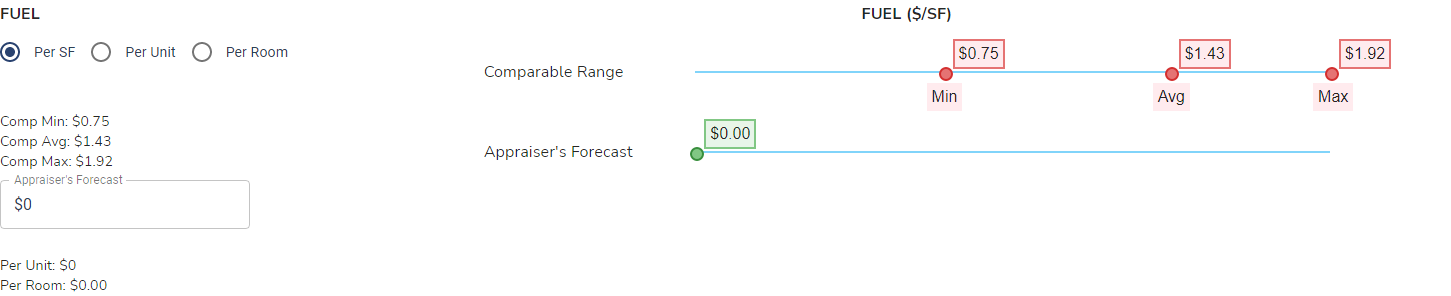 FUEL
Per SF
Per Unit
Per Room
Comp Min: $0.75
Comp Avg: $1.43
Comp Max: $1.92
Appraiser's Forecast
$0
Per Unit: $0
Per Room: $0.00
FUEL ($/SF)
Comparable Range
$0.75
$1.43
$1.92
Min
Avg
Max
Appraiser's Forecast
$0.00